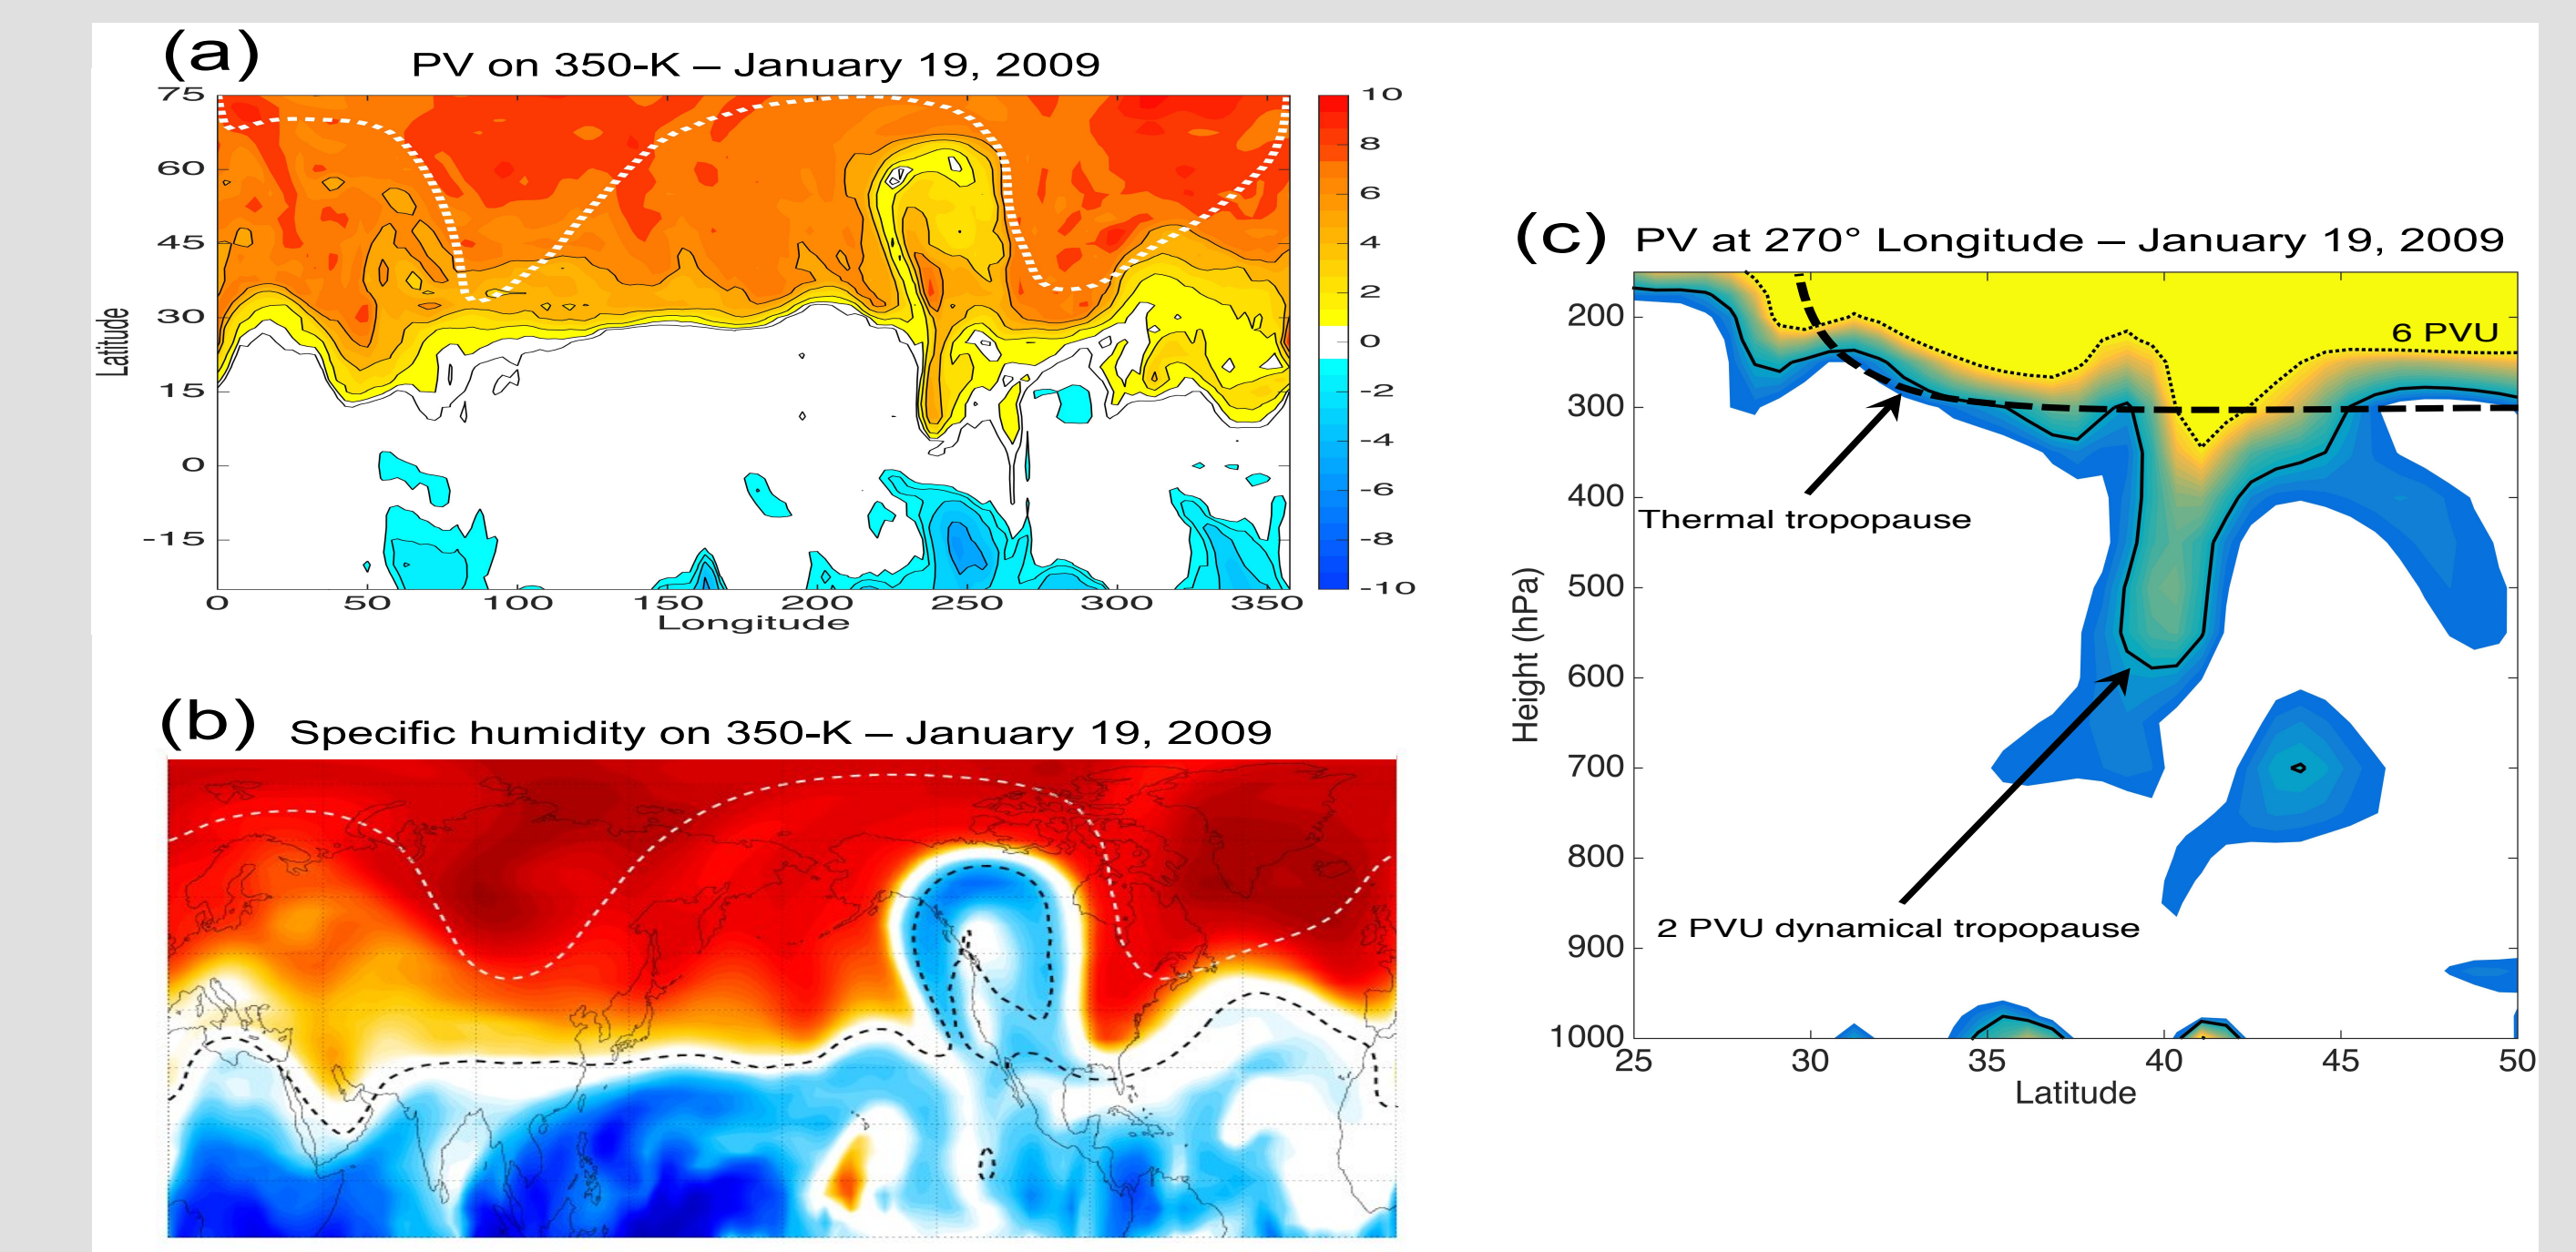 (a)
PV on 350-K – January 19, 2009
75
60
45
30
15
0
-15
Latitude
0 50 100 150 200 250 300 350
Longitude
10
8
6
4
2
0
-2
-4
-6
-8
-10
(b) Specific humidity on 350-K – January 19, 2009
(c) PV at 270° Longitude – January 19, 2009
200
300
400
500
600
700
800
900
1000
Height (hPa)
6 PVU
Thermal tropopause
2 PVU dynamical tropopause
25 30 35 40 45 50
Latitude